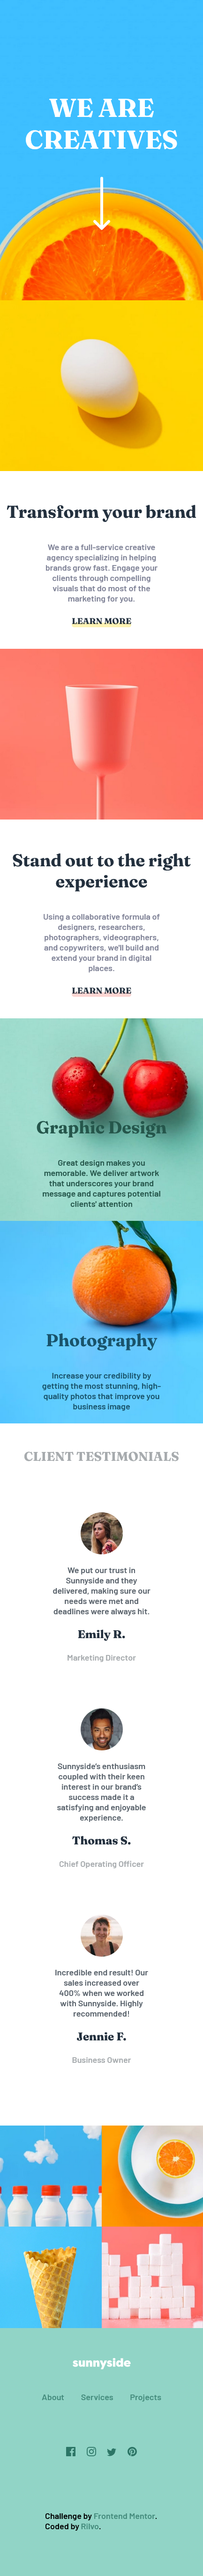 WE ARE
CREATIVES
Transform your brand
We are a full-service creative
agency specializing in helping
brands grow fast. Engage your
clients through compelling
visuals that do most of the
marketing for you.
LEARN MORE
Stand out to the right
experience
Using a collaborative formula of
designers, researchers,
photographers, videographers,
and copywriters, we'll build and
extend your brand in digital
places.
LEARN MORE
Graphic Design
Great design makes you
memorable. We deliver artwork
that underscores your brand
message and captures potential
clients' attention
Photography
Increase your credibility by
getting the most stunning, high-
quality photos that improve you
business image
CLIENT TESTIMONIALS
We put our trust in
Sunnyside and they
delivered, making sure our
needs were met and
deadlines were always hit.
Emily R.
Marketing Director
Sunnyside's enthusiasm
coupled with their keen
interest in our brand's
success made it a
satisfying and enjoyable
experience.
Thomas S.
Chief Operating Officer
Incredible end result! Our
sales increased over
400% when we worked
with Sunnyside. Highly
recommended!
Jennie F.
Business Owner
sunnyside
About Services Projects
Challenge by Frontend Mentor.
Coded by Rilvo.